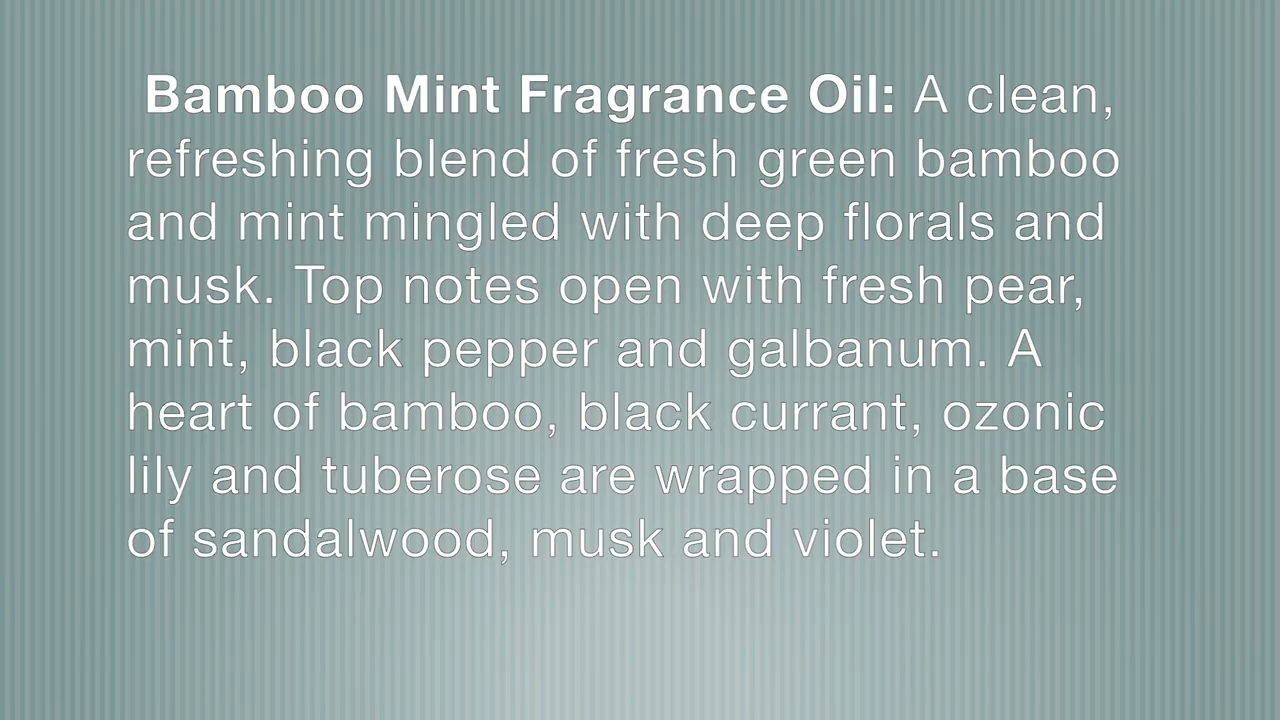 Bamboo Mint Fragrance Oil: A clean,
refreshing blend of fresh green bamboo
and mint mingled with deep florals and
musk. Top notes open with fresh pear,
mint, black pepper and galbanum. A
heart of bamboo, black currant, ozonic
lily and tuberose are wrapped in a base
of sandalwood, musk and violet.